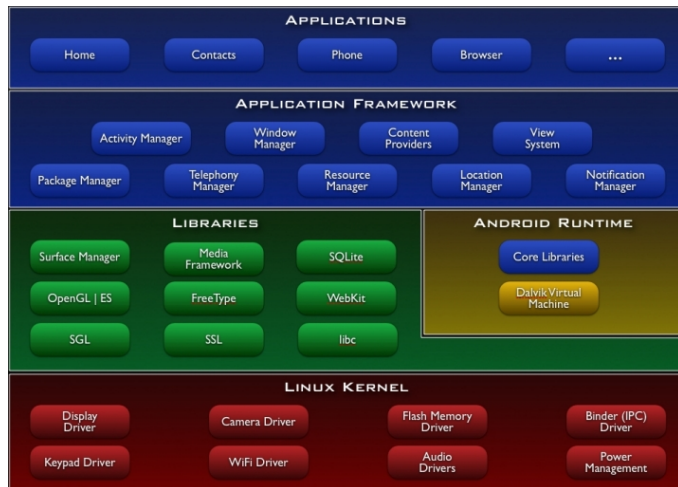 APPLICATIONS
Home
Contacts
Phone
Browser
...
APPLICATION FRAMEWORK
Activity Manager
Window
Manager
Content
Providers
View
System
Package Manager
Telephony
Manager
Resource
Manager
Location
Manager
Notification
Manager
LIBRARIES
Surface Manager
Media
Framework
SQLite
OpenGL | ES
FreeType
WebKit
SGL
SSL
libc
ANDROID RUNTIME
Core Libraries
Dalvik Virtual
Machine
LINUX KERNEL
Display
Driver
Camera Driver
Flash Memory
Driver
Binder (IPC)
Driver
Keypad Driver
WiFi Driver
Audio
Drivers
Power
Management